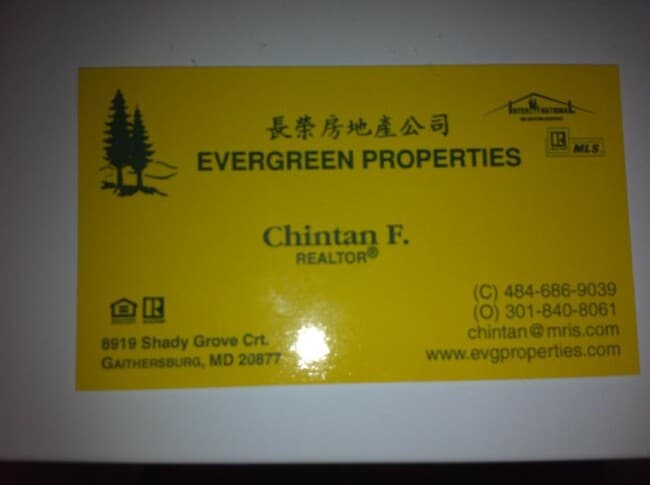 長榮房地產公司
EVERGREEN PROPERTIES
MLS
Chintan F.
REALTOR®
8919 Shady Grove Crt.
GAITHERSBURG, MD 20877
(C) 484-686-9039
(O) 301-840-8061
chintan@mris.com
www.evgproperties.com